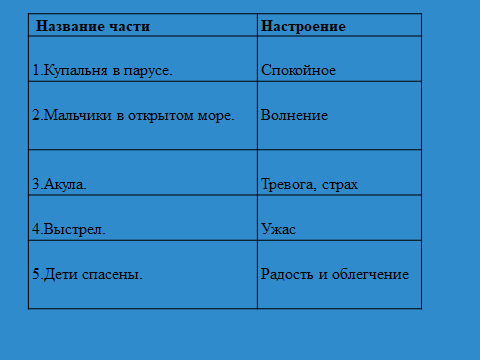 Название части Настроение
1.Купальня в парусе. Спокойное
2.Мальчики в открытом море. Волнение
3.Акула. Тревога, страх
4.Выстрел. Ужас
5.Дети спасены. Радость и облегчение